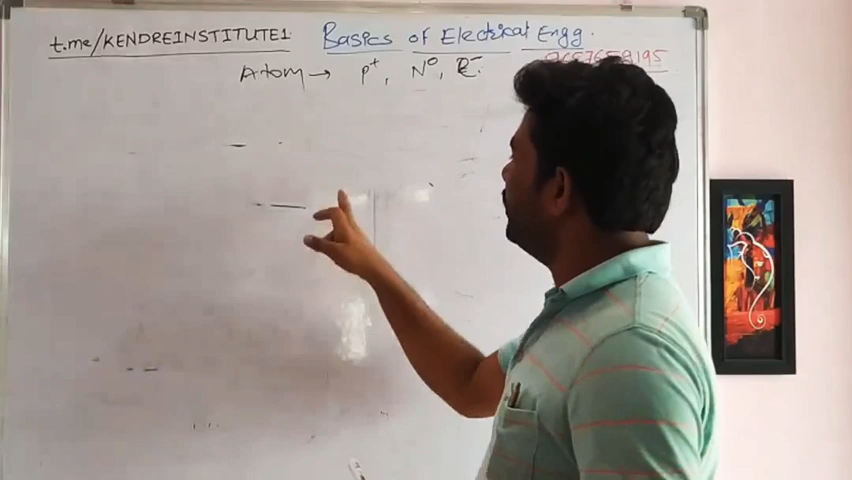 t.me/KENDREINSTITUTE1. Basics of Electrical Engg.
Atom → P⁺, N⁰, e⁻.